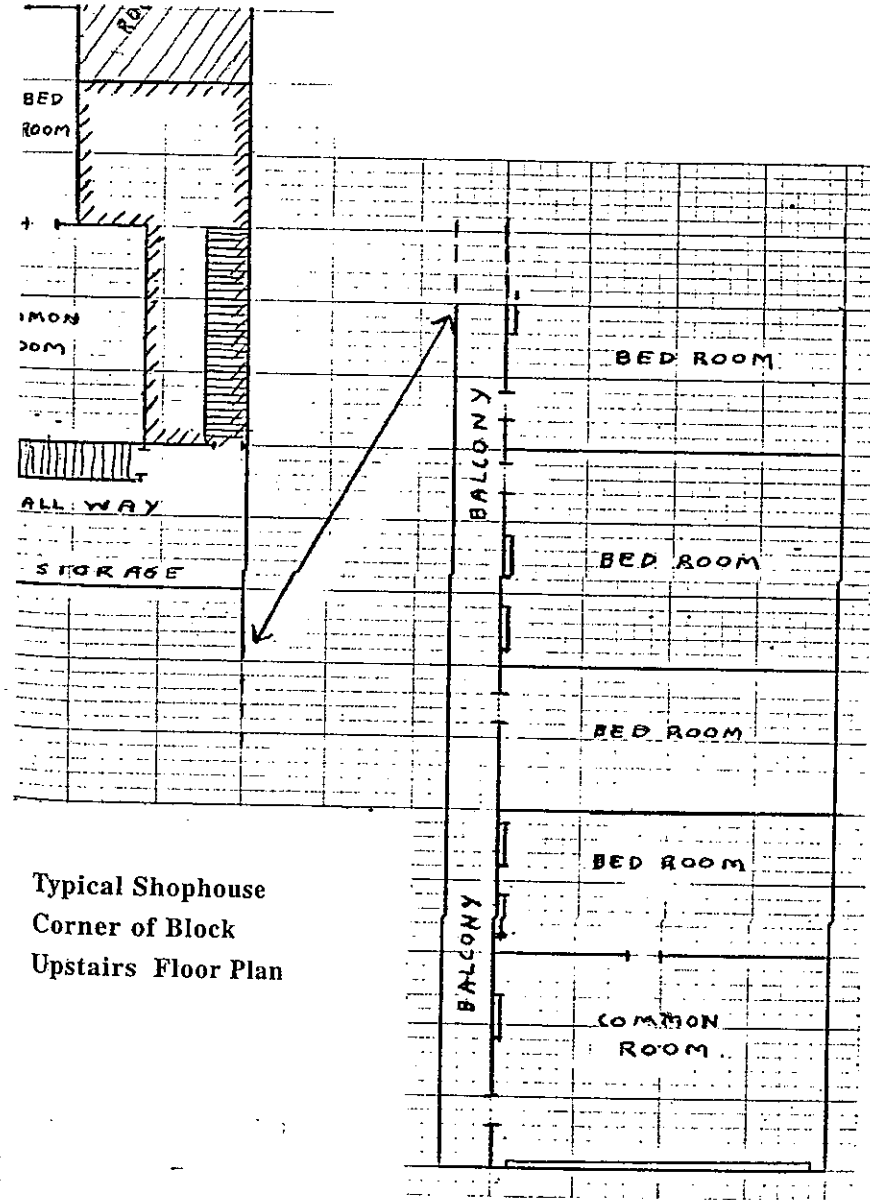 BED
ROOM
ALL WAY
STORAGE
BALCONY
BALCONY
BED ROOM
BED ROOM
BED ROOM
BED ROOM
COMMON
ROOM
Typical Shophouse
Corner of Block
Upstairs Floor Plan